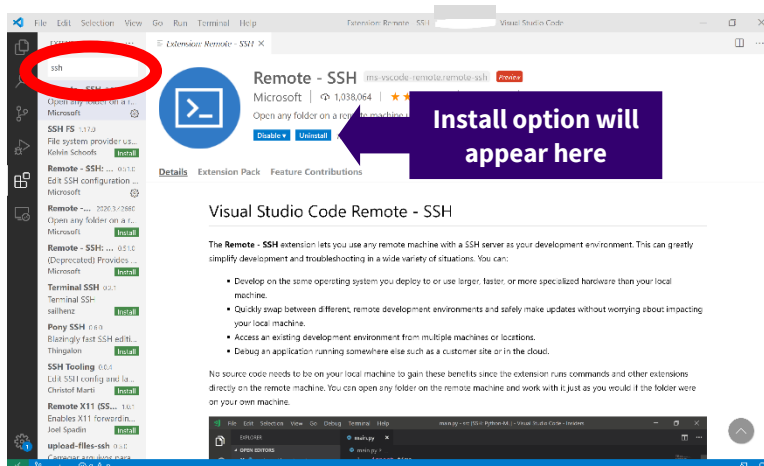 File Edit Selection View Go Run Terminal Help
Extension: Remote - SSH
Visual Studio Code
Extension: Remote - SSH
ssh
Open any folder on a r...
Microsoft
SSH FS 1.17.0
File system provider us...
Kelvin Schoofs Install
Remote - SSH: ... 0.51.0
Edit SSH configuration ...
Microsoft
Remote -...
Open any folder on a r...
Microsoft Install
Remote - SSH: ... 0.51.0
(Deprecated) Provides ...
Microsoft Install
Terminal SSH
Terminal SSH
sailhenz Install
Pony SSH
Blazingly fast SSH editi...
Thingalon Install
SSH Tooling
Edit SSH config and la...
Christof Marti Install
Remote X11 (SS...
Enables X11 forwardin...
Joel Spadin Install
upload-files-ssh
Remote - SSH ms-vscode-remote.remote-ssh Preview
Microsoft 1,038,064
Open any folder on a remote machine
Disable Uninstall
Install option will
appear here
Details Extension Pack Feature Contributions
Visual Studio Code Remote - SSH
The Remote - SSH extension lets you use any remote machine with a SSH server as your development environment. This can greatly
simplify development and troubleshooting in a wide variety of situations. You can:
• Develop on the same operating system you deploy to or use larger, faster, or more specialized hardware than your local
machine.
• Quickly swap between different, remote development environments and safely make updates without worrying about impacting
your local machine.
• Access an existing development environment from multiple machines or locations.
• Debug an application running somewhere else such as a customer site or in the cloud.
No source code needs to be on your local machine to gain these benefits since the extension runs commands and other extensions
directly on the remote machine. You can open any folder on the remote machine and work with it just as you would if the folder were
on your own machine.
File Edit Selection View Go Debug Terminal Help
EXPLORER
main.py
OPEN EDITORS
main.py